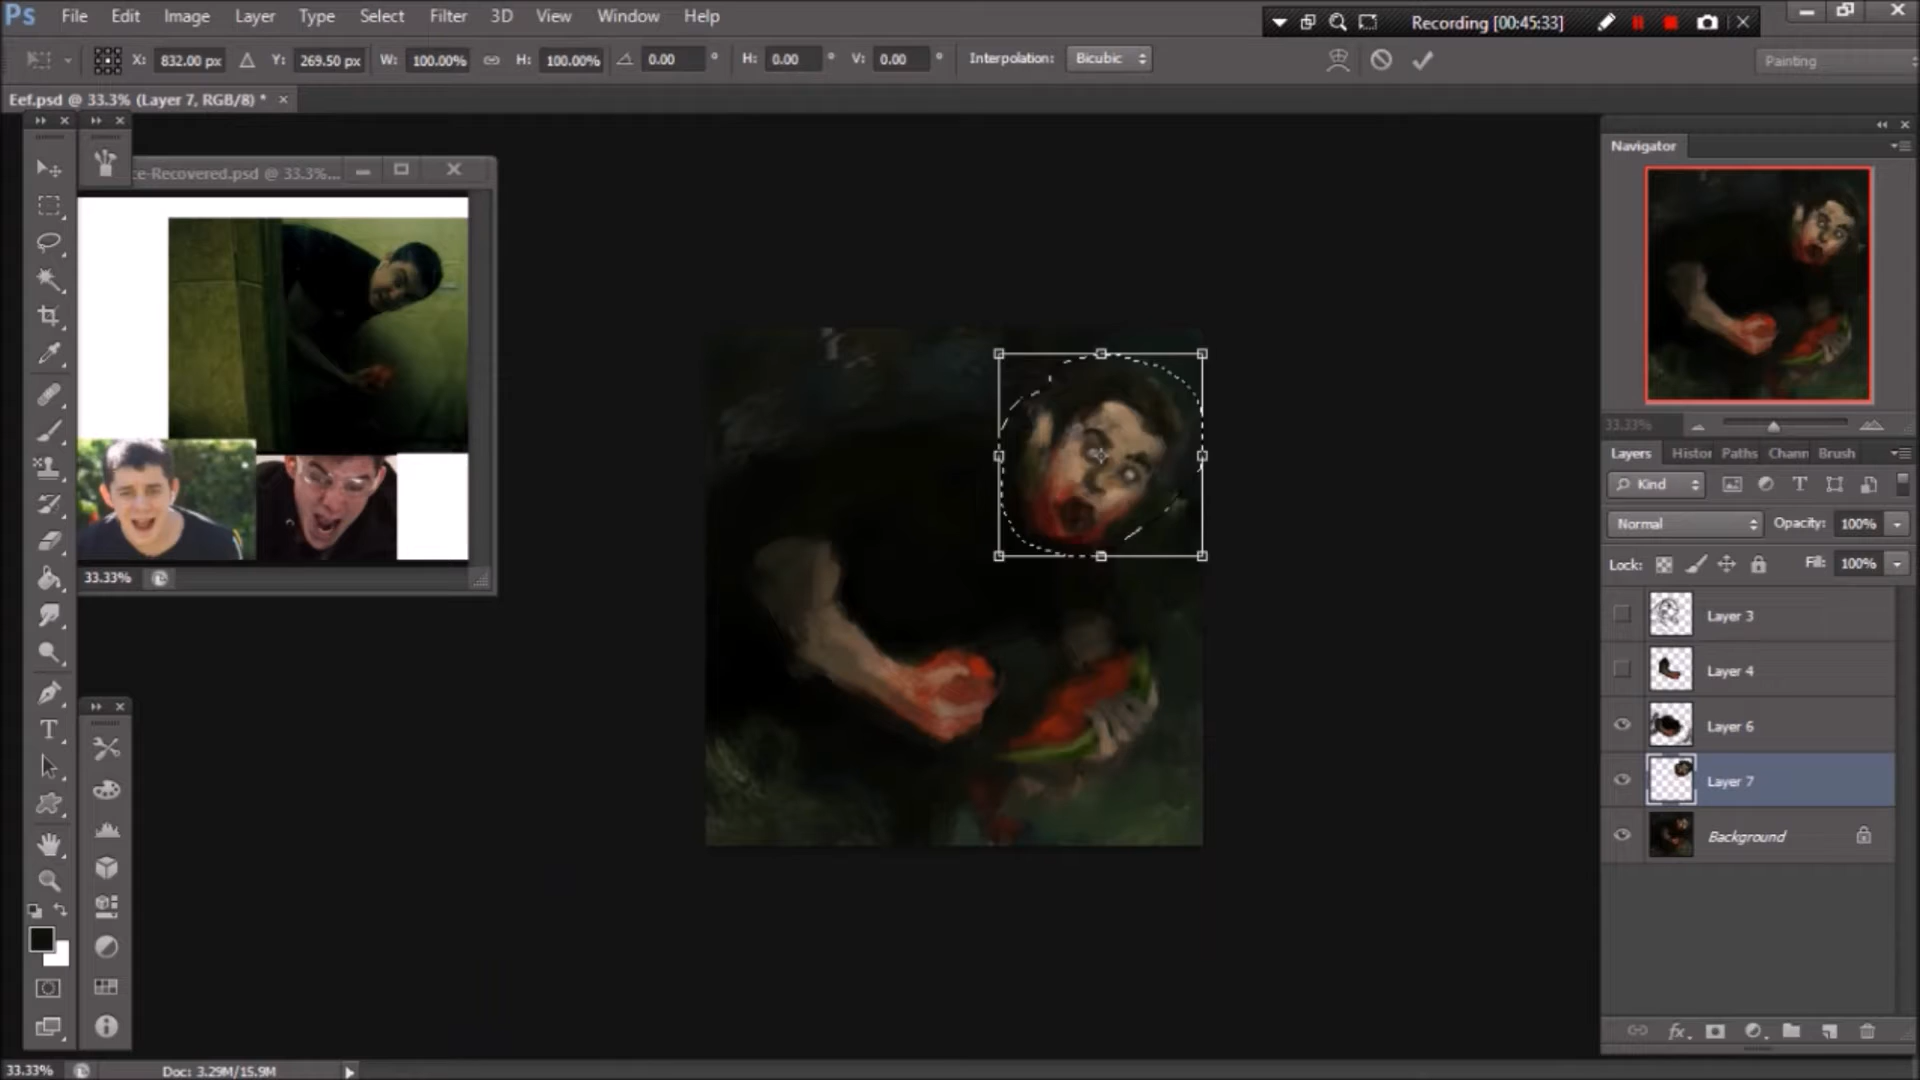 Ps File Edit Image Layer Type Select Filter 3D View Window Help
Recording [00:45:33]
X: 832.00 px Y: 269.50 px W: 100.00% H: 100.00% 0.00 ° H: 0.00 ° V: 0.00 ° Interpolation: Bicubic
Painting
Eef.psd @ 33.3% (Layer 7, RGB/8) * ×
ce-Recovered.psd @ 33.3%...
33.33%
Navigator
33.33%
Layers Histor Paths Chann Brush
Kind
Normal Opacity: 100%
Lock: Fill: 100%
Layer 3
Layer 4
Layer 6
Layer 7
Background
fx
T
33.33% Doc: 3.29M/15.9M